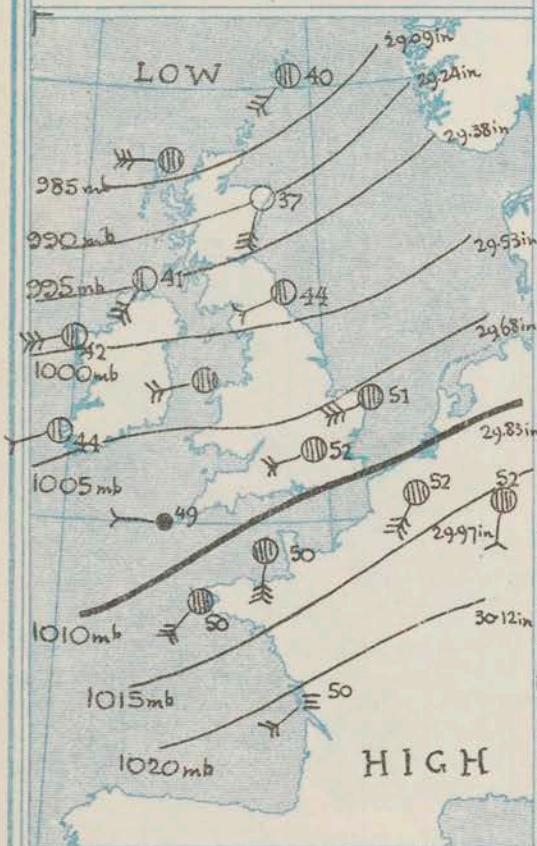 29.09in
LOW
40
29.24in
29.38in
985mb
37
990mb
41
995mb
44
29.53in
42
1000mb
29.68in
51
44
52
29.83in
1005mb
52
52
49
29.97in
50
50
1010mb
30.12in
50
1015mb
1020mb
HIGH